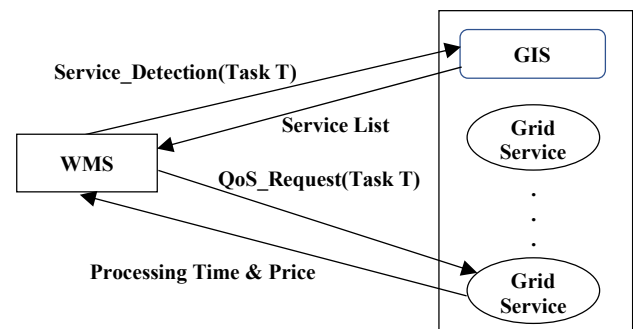 Service_Detection(Task T)
GIS
Service List
Grid
Service
WMS
QoS_Request(Task T)
Processing Time & Price
Grid
Service